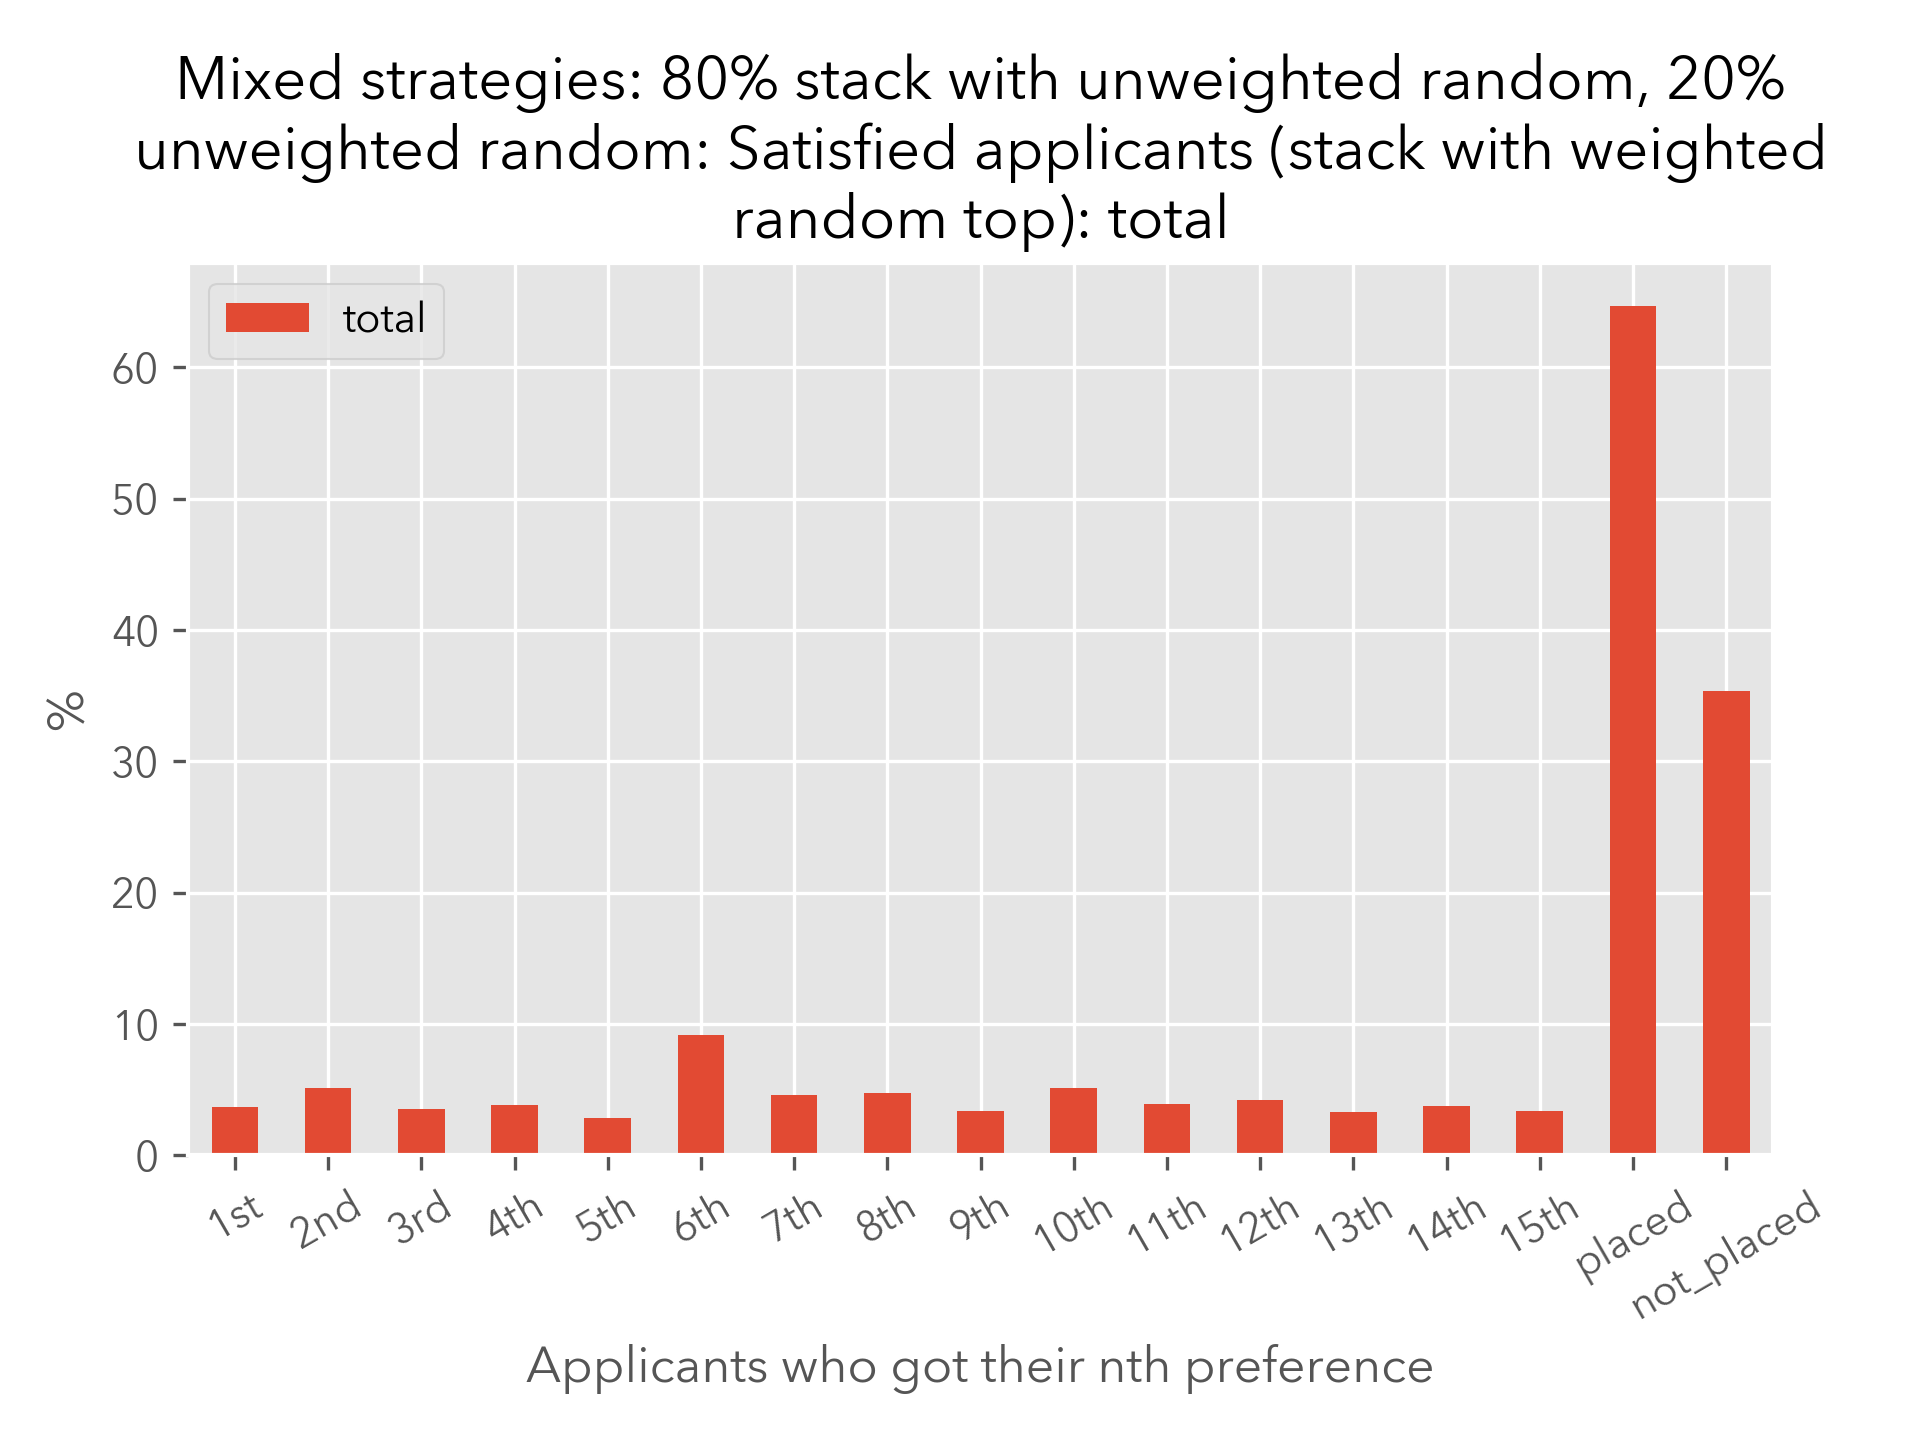 Mixed strategies: 80% stack with unweighted random, 20%
unweighted random: Satisfied applicants (stack with weighted
random top): total
total
60
50
40
30
20
10
0
%
1st
2nd
3rd
4th
5th
6th
7th
8th
9th
10th
11th
12th
13th
14th
15th
placed
not_placed
Applicants who got their nth preference